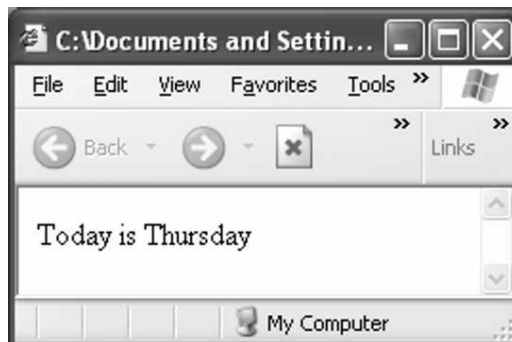 C:\Documents and Settin...
File Edit View Favorites Tools »
Back » Links »
Today is Thursday
My Computer